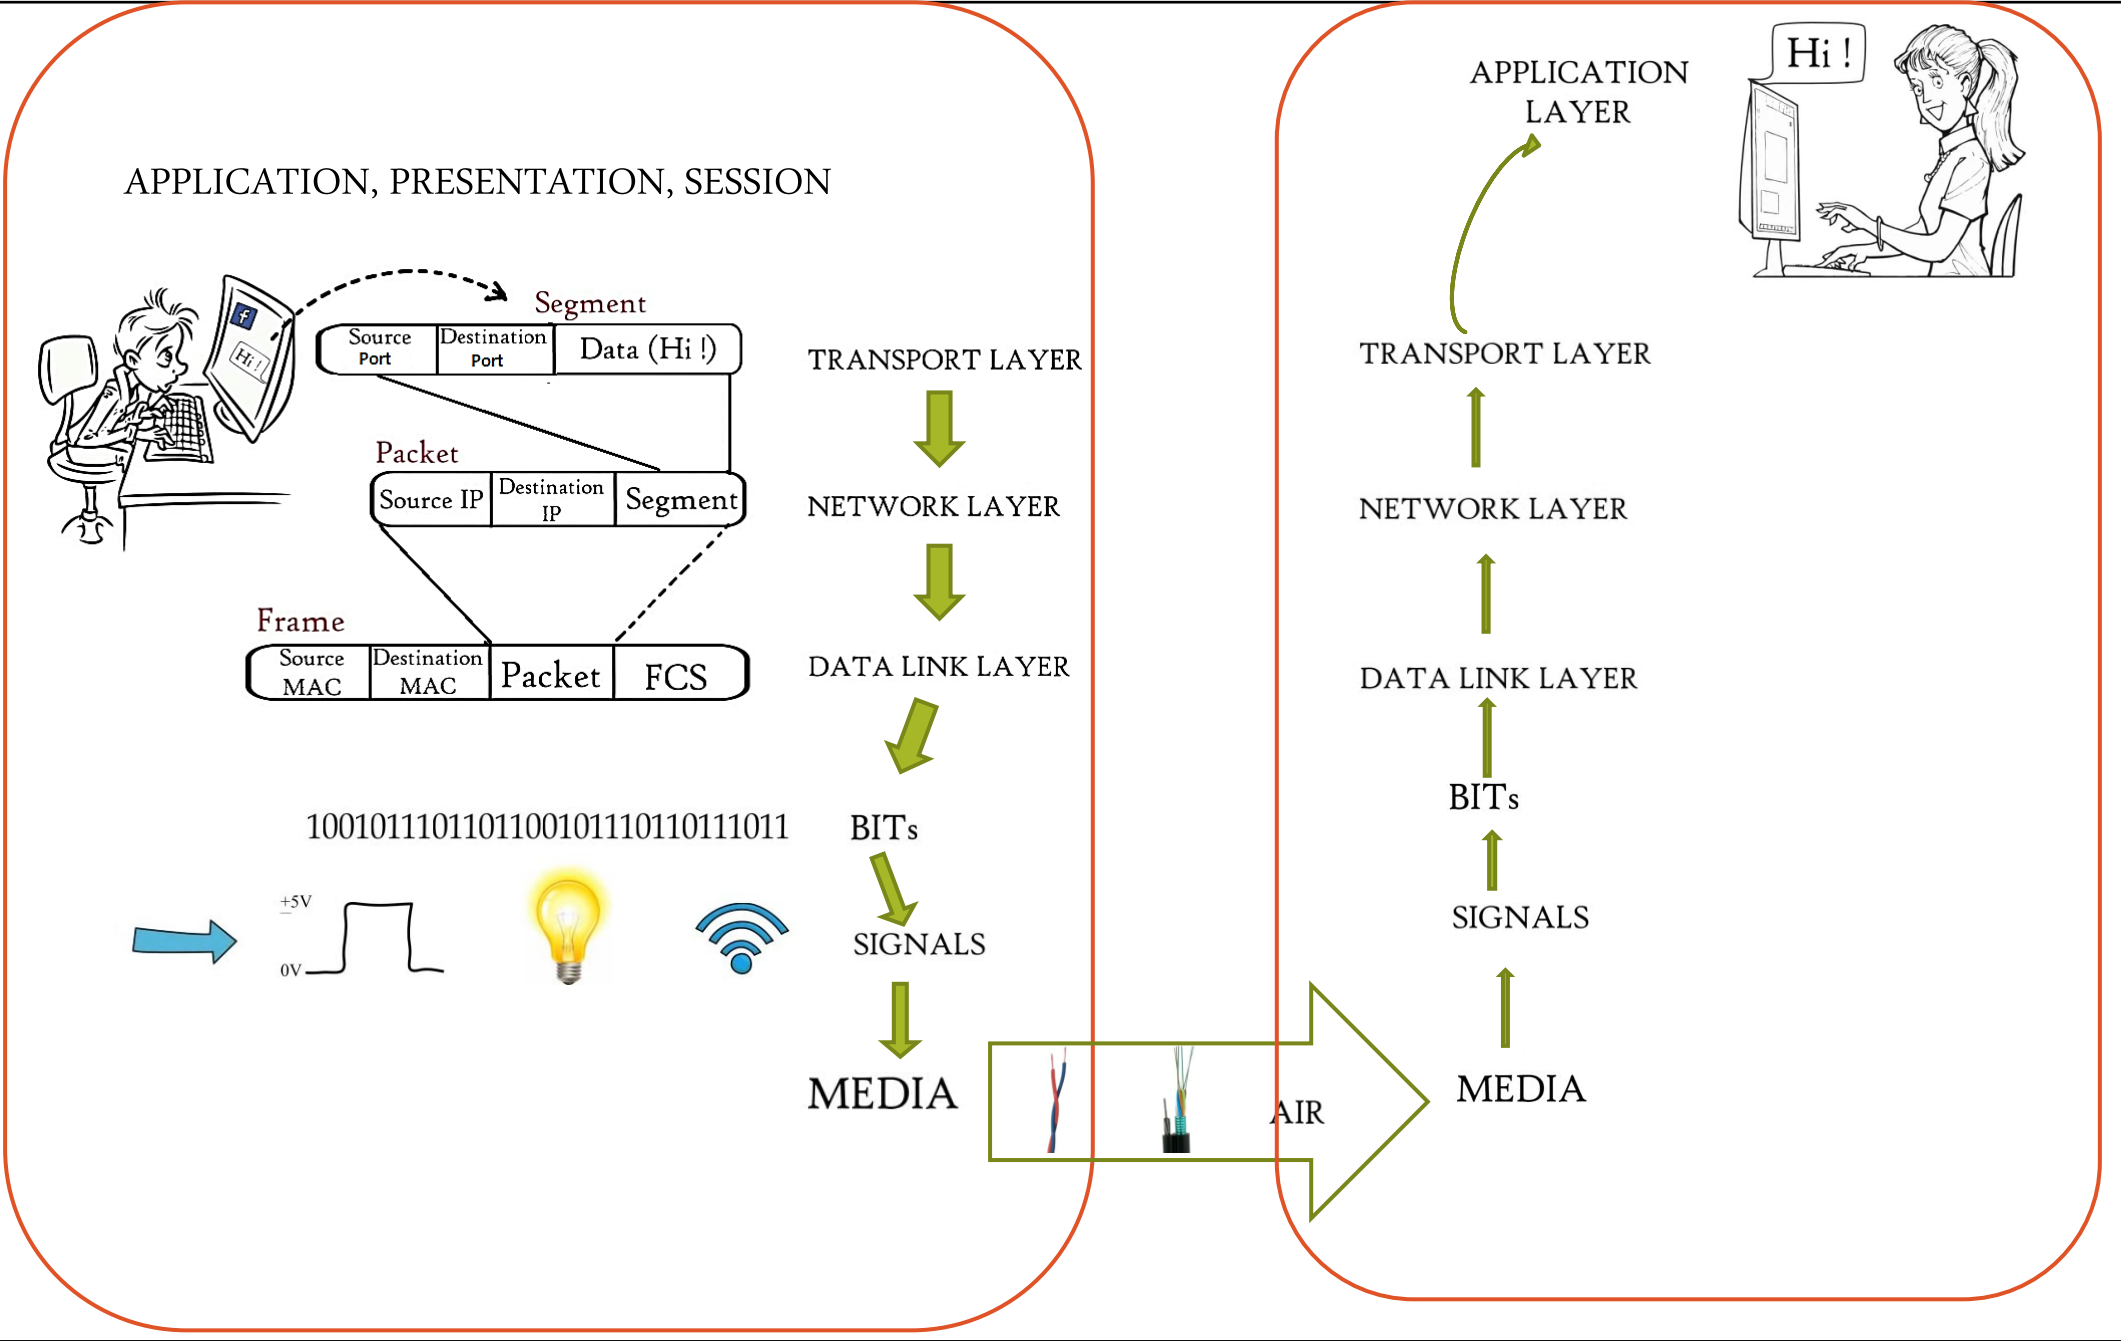 APPLICATION, PRESENTATION, SESSION
f
Hi !
Segment
Source
Port
Destination
Port
Data (Hi !)
TRANSPORT LAYER
Packet
Source IP
Destination
IP
Segment
NETWORK LAYER
Frame
Source
MAC
Destination
MAC
Packet
FCS
DATA LINK LAYER
1001011101101100101110110111011
BITs
+5V
0V
SIGNALS
MEDIA
AIR
APPLICATION
LAYER
Hi !
TRANSPORT LAYER
NETWORK LAYER
DATA LINK LAYER
BITs
SIGNALS
MEDIA